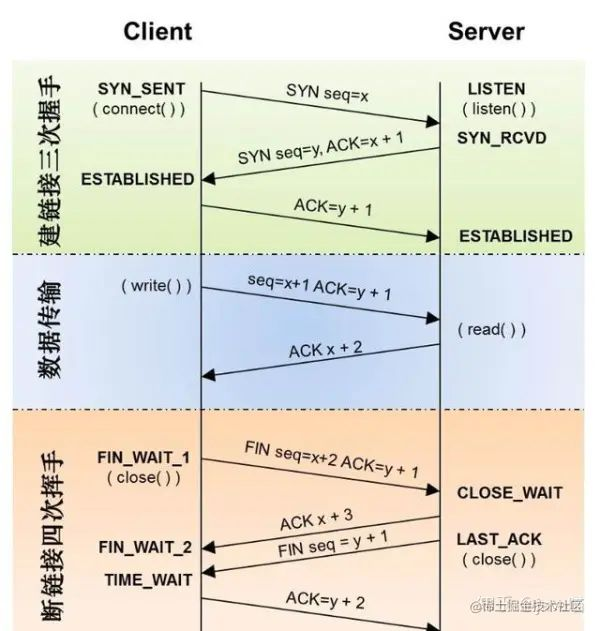 Client
Server
建链接三次握手
SYN_SENT
( connect( ) )
SYN seq=x
LISTEN
( listen( ) )
SYN_RCVD
SYN seq=y, ACK=x + 1
ESTABLISHED
ACK=y + 1
ESTABLISHED
数据传输
( write( ) )
seq=x+1 ACK=y + 1
( read( ) )
ACK x + 2
断链接四次挥手
FIN_WAIT_1
( close( ) )
FIN seq=x+2 ACK=y + 1
CLOSE_WAIT
ACK x + 3
FIN_WAIT_2
FIN seq = y + 1
LAST_ACK
( close( ) )
TIME_WAIT
ACK=y + 2
@稀土掘金技术社区